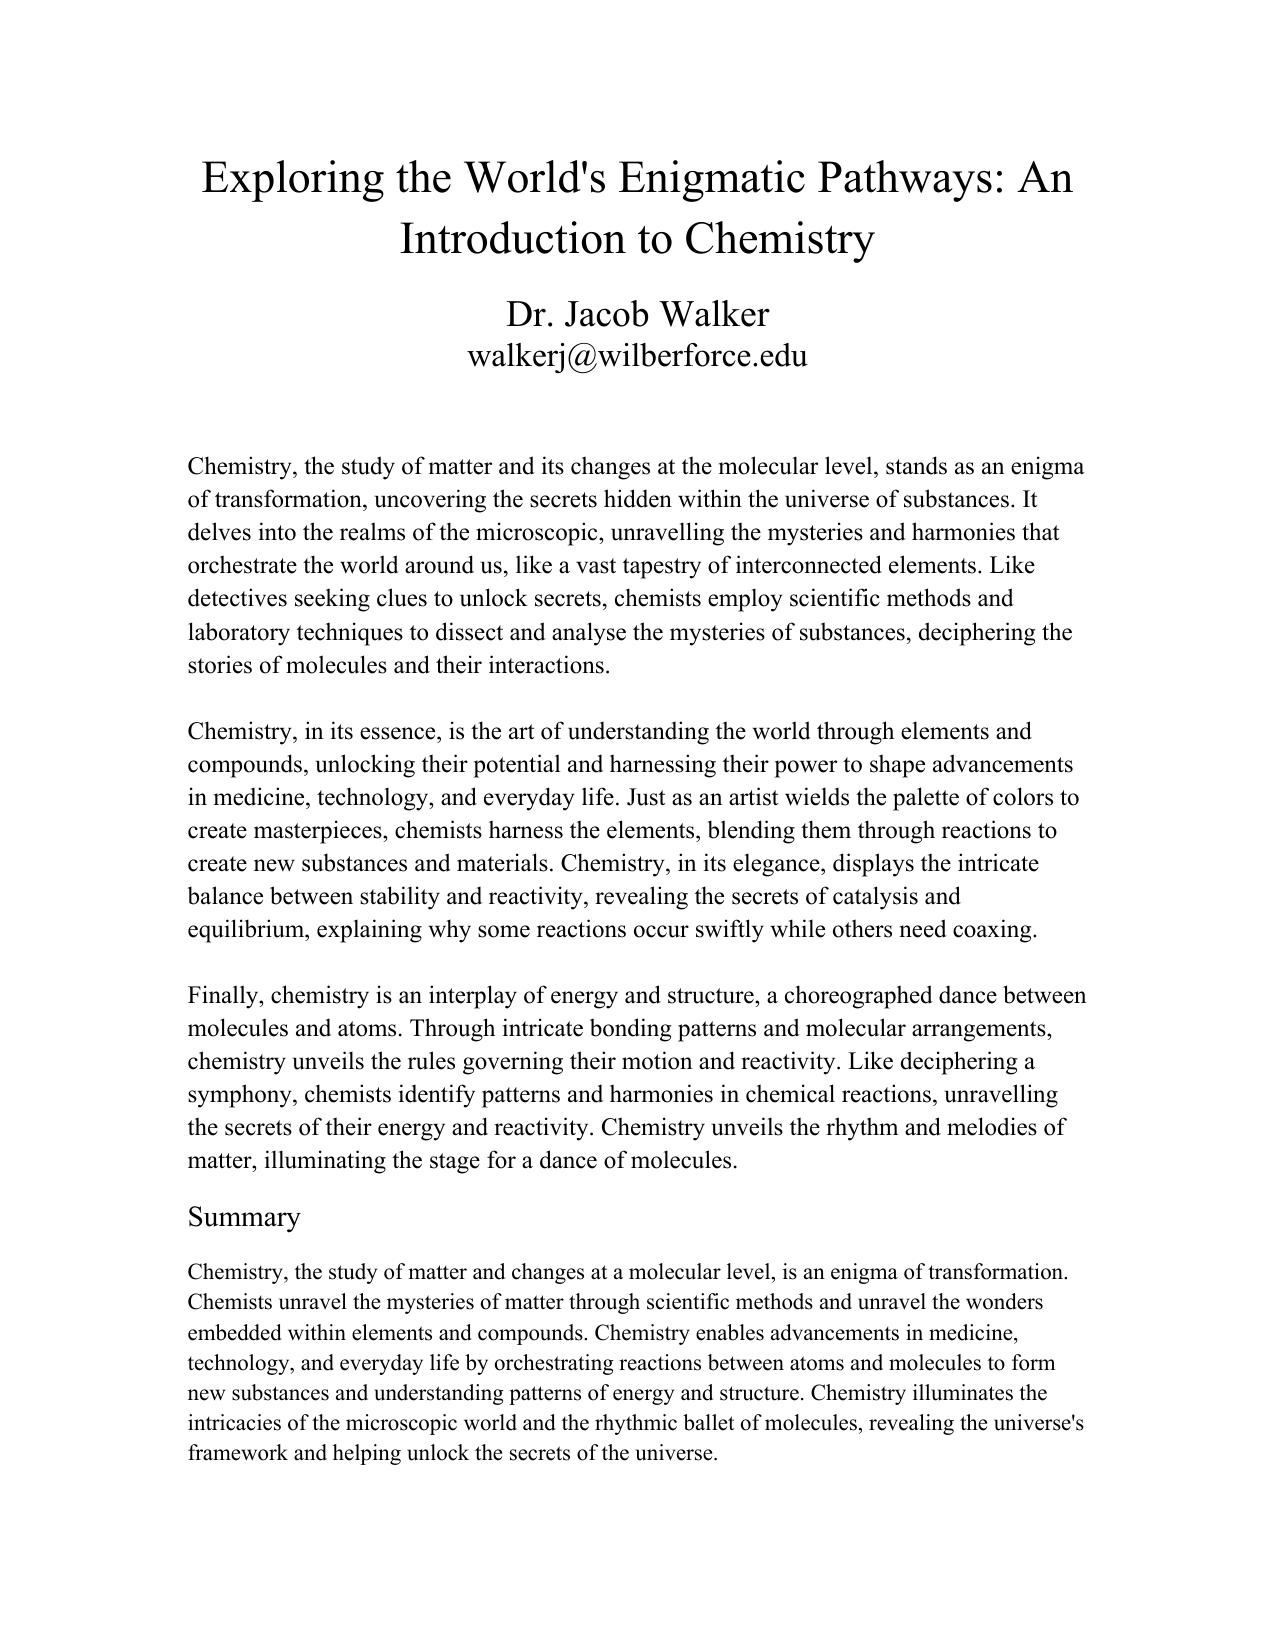 Exploring the World's Enigmatic Pathways: An
Introduction to Chemistry
Dr. Jacob Walker
walkerj@wilberforce.edu
Chemistry, the study of matter and its changes at the molecular level, stands as an enigma
of transformation, uncovering the secrets hidden within the universe of substances. It
delves into the realms of the microscopic, unravelling the mysteries and harmonies that
orchestrate the world around us, like a vast tapestry of interconnected elements. Like
detectives seeking clues to unlock secrets, chemists employ scientific methods and
laboratory techniques to dissect and analyse the mysteries of substances, deciphering the
stories of molecules and their interactions.
Chemistry, in its essence, is the art of understanding the world through elements and
compounds, unlocking their potential and harnessing their power to shape advancements
in medicine, technology, and everyday life. Just as an artist wields the palette of colors to
create masterpieces, chemists harness the elements, blending them through reactions to
create new substances and materials. Chemistry, in its elegance, displays the intricate
balance between stability and reactivity, revealing the secrets of catalysis and
equilibrium, explaining why some reactions occur swiftly while others need coaxing.
Finally, chemistry is an interplay of energy and structure, a choreographed dance between
molecules and atoms. Through intricate bonding patterns and molecular arrangements,
chemistry unveils the rules governing their motion and reactivity. Like deciphering a
symphony, chemists identify patterns and harmonies in chemical reactions, unravelling
the secrets of their energy and reactivity. Chemistry unveils the rhythm and melodies of
matter, illuminating the stage for a dance of molecules.
Summary
Chemistry, the study of matter and changes at a molecular level, is an enigma of transformation.
Chemists unravel the mysteries of matter through scientific methods and unravel the wonders
embedded within elements and compounds. Chemistry enables advancements in medicine,
technology, and everyday life by orchestrating reactions between atoms and molecules to form
new substances and understanding patterns of energy and structure. Chemistry illuminates the
intricacies of the microscopic world and the rhythmic ballet of molecules, revealing the universe's
framework and helping unlock the secrets of the universe.